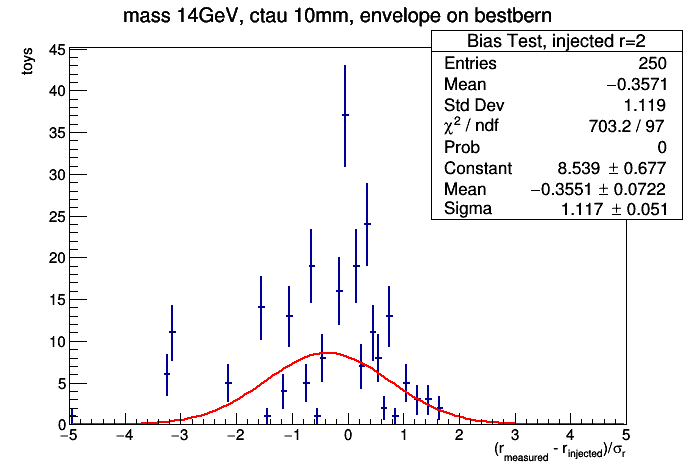 mass 14GeV, ctau 10mm, envelope on bestbern
Bias Test, injected r=2
Entries 250
Mean −0.3571
Std Dev 1.119
χ² / ndf 703.2 / 97
Prob 0
Constant 8.539 ± 0.677
Mean −0.3551 ± 0.0722
Sigma 1.117 ± 0.051
toys
45
40
35
30
25
20
15
10
5
0
−5 −4 −3 −2 −1 0 1 2 3 4 5
(r_measured - r_injected)/σ_r